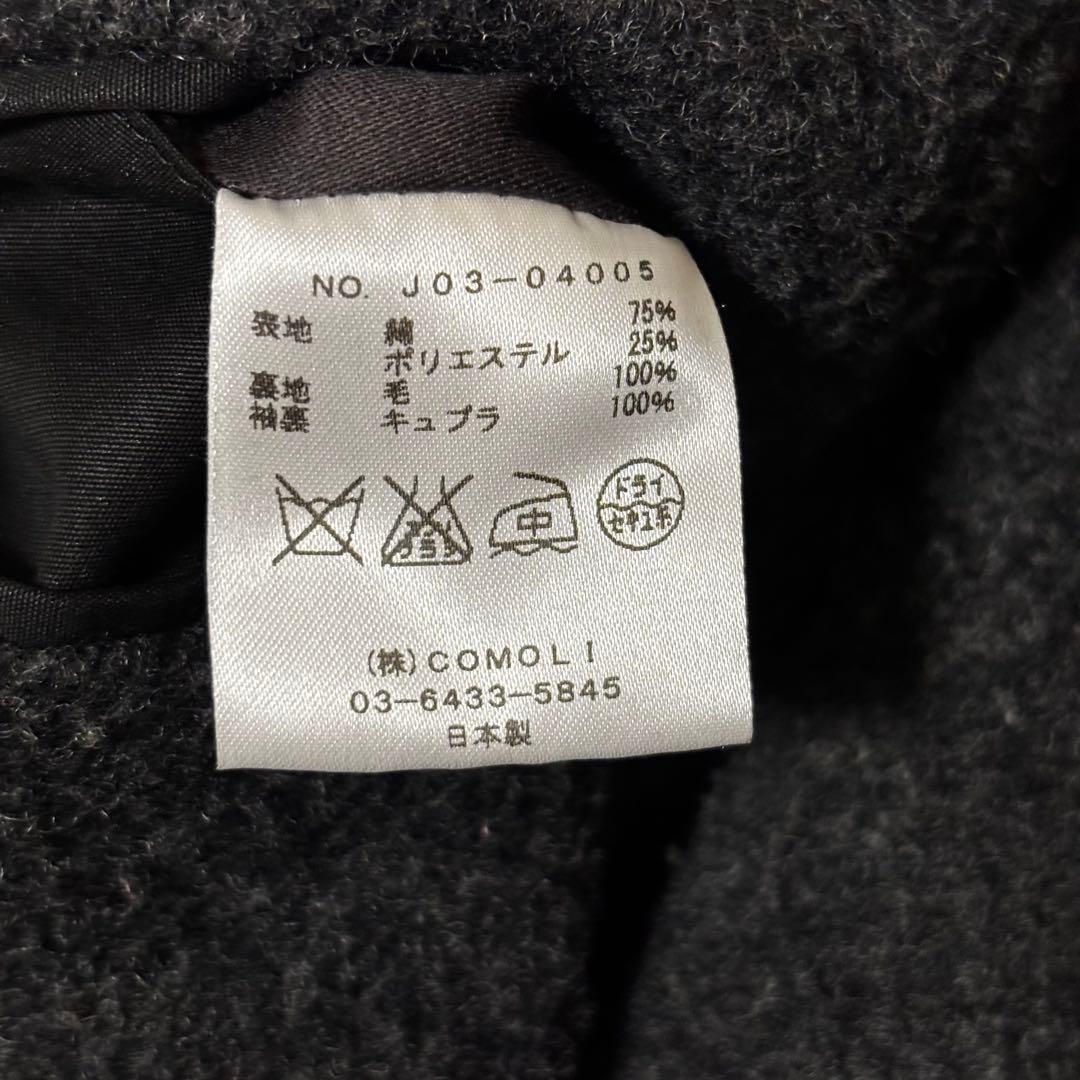 NO. J03-04005
表地 綿 75%
ポリエステル 25%
裏地 毛 100%
袖裏 キュプラ 100%
中
ドライ
セキユ系
(株)COMOLI
03-6433-5845
日本製